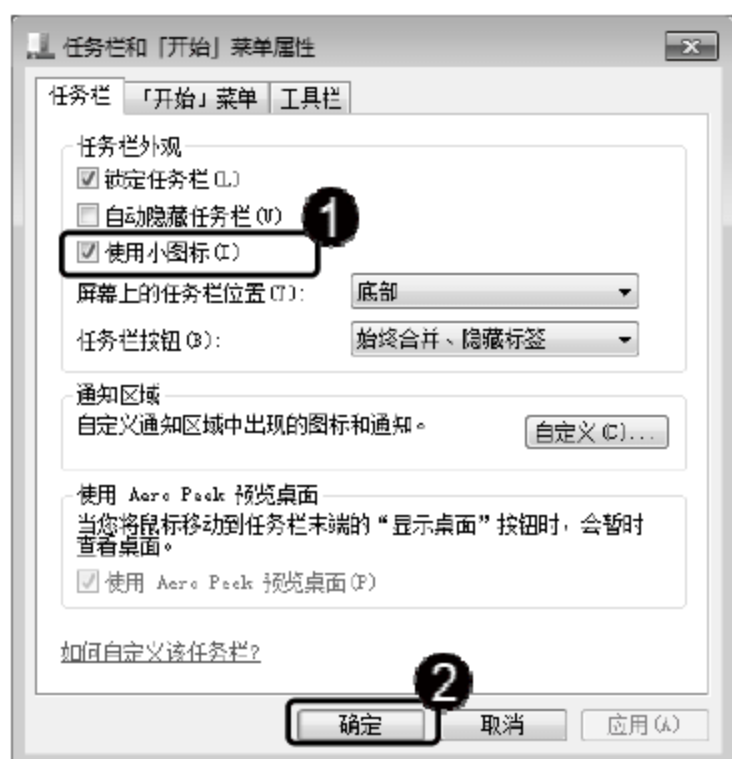 任务栏和「开始」菜单属性
任务栏 「开始」菜单 工具栏
任务栏外观
锁定任务栏(L)
自动隐藏任务栏(U)
1
使用小图标(I)
屏幕上的任务栏位置(T): 底部
任务栏按钮(B): 始终合并、隐藏标签
通知区域
自定义通知区域中出现的图标和通知。 自定义(C)...
使用 Aero Peek 预览桌面
当您将鼠标移动到任务栏末端的“显示桌面”按钮时，会暂时
查看桌面。
使用 Aero Peek 预览桌面(P)
如何自定义该任务栏?
2
确定 取消 应用(A)